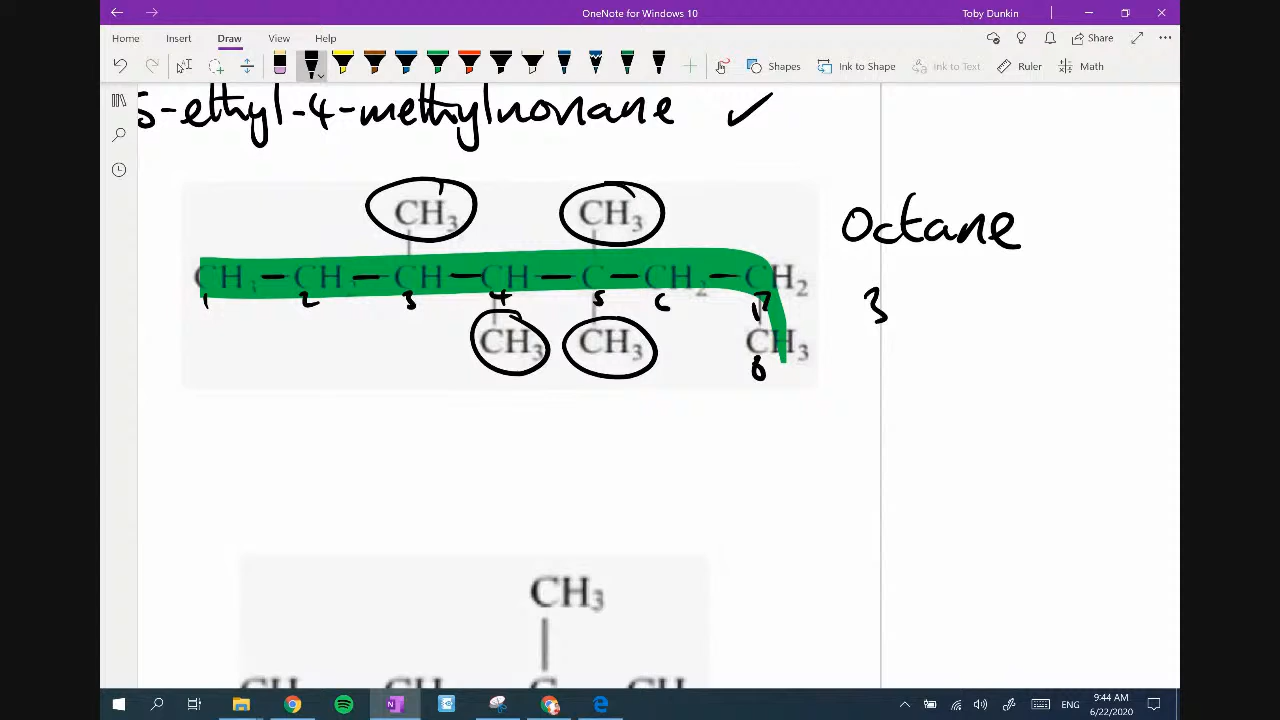 OneNote for Windows 10
Toby Dunkin
Home Insert Draw View Help
Share
Shapes Ink to Shape Ink to Text Ruler Math
5-ethyl-4-methylnonane ✓
CH3 CH3
CH3 — CH2 — CH — CH — C — CH2 — CH2
1 2 3 4 5 6 7
CH3 CH3 CH3
8
Octane
3
CH3
C
9:44 AM
ENG
6/22/2020